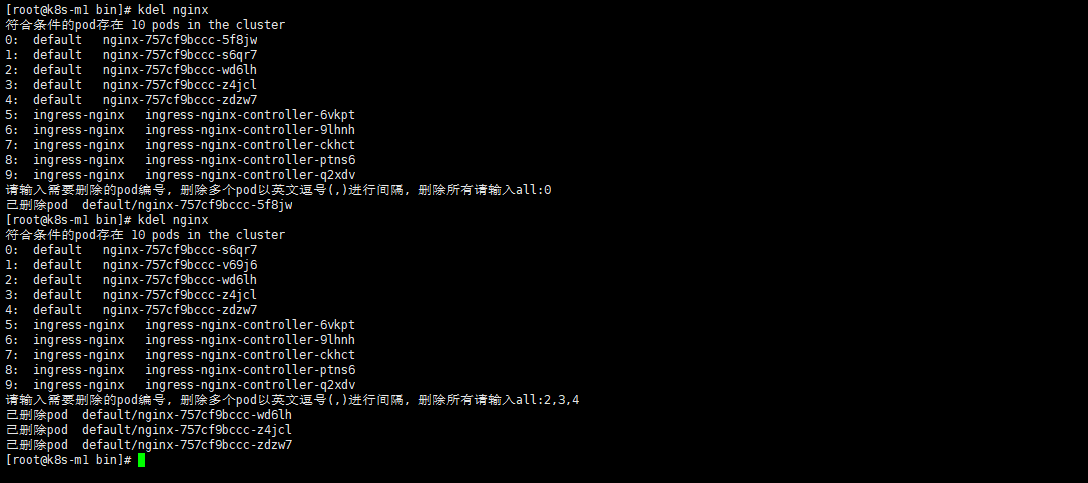 [root@k8s-m1 bin]# kdel nginx
符合条件的pod存在 10 pods in the cluster
0:  default   nginx-757cf9bccc-5f8jw
1:  default   nginx-757cf9bccc-s6qr7
2:  default   nginx-757cf9bccc-wd6lh
3:  default   nginx-757cf9bccc-z4jcl
4:  default   nginx-757cf9bccc-zdzw7
5:  ingress-nginx   ingress-nginx-controller-6vkpt
6:  ingress-nginx   ingress-nginx-controller-9lhnh
7:  ingress-nginx   ingress-nginx-controller-ckhct
8:  ingress-nginx   ingress-nginx-controller-ptns6
9:  ingress-nginx   ingress-nginx-controller-q2xdv
请输入需要删除的pod编号, 删除多个pod以英文逗号(,)进行间隔, 删除所有请输入all:0
已删除pod  default/nginx-757cf9bccc-5f8jw
[root@k8s-m1 bin]# kdel nginx
符合条件的pod存在 10 pods in the cluster
0:  default   nginx-757cf9bccc-s6qr7
1:  default   nginx-757cf9bccc-v69j6
2:  default   nginx-757cf9bccc-wd6lh
3:  default   nginx-757cf9bccc-z4jcl
4:  default   nginx-757cf9bccc-zdzw7
5:  ingress-nginx   ingress-nginx-controller-6vkpt
6:  ingress-nginx   ingress-nginx-controller-9lhnh
7:  ingress-nginx   ingress-nginx-controller-ckhct
8:  ingress-nginx   ingress-nginx-controller-ptns6
9:  ingress-nginx   ingress-nginx-controller-q2xdv
请输入需要删除的pod编号, 删除多个pod以英文逗号(,)进行间隔, 删除所有请输入all:2,3,4
已删除pod  default/nginx-757cf9bccc-wd6lh
已删除pod  default/nginx-757cf9bccc-z4jcl
已删除pod  default/nginx-757cf9bccc-zdzw7
[root@k8s-m1 bin]#